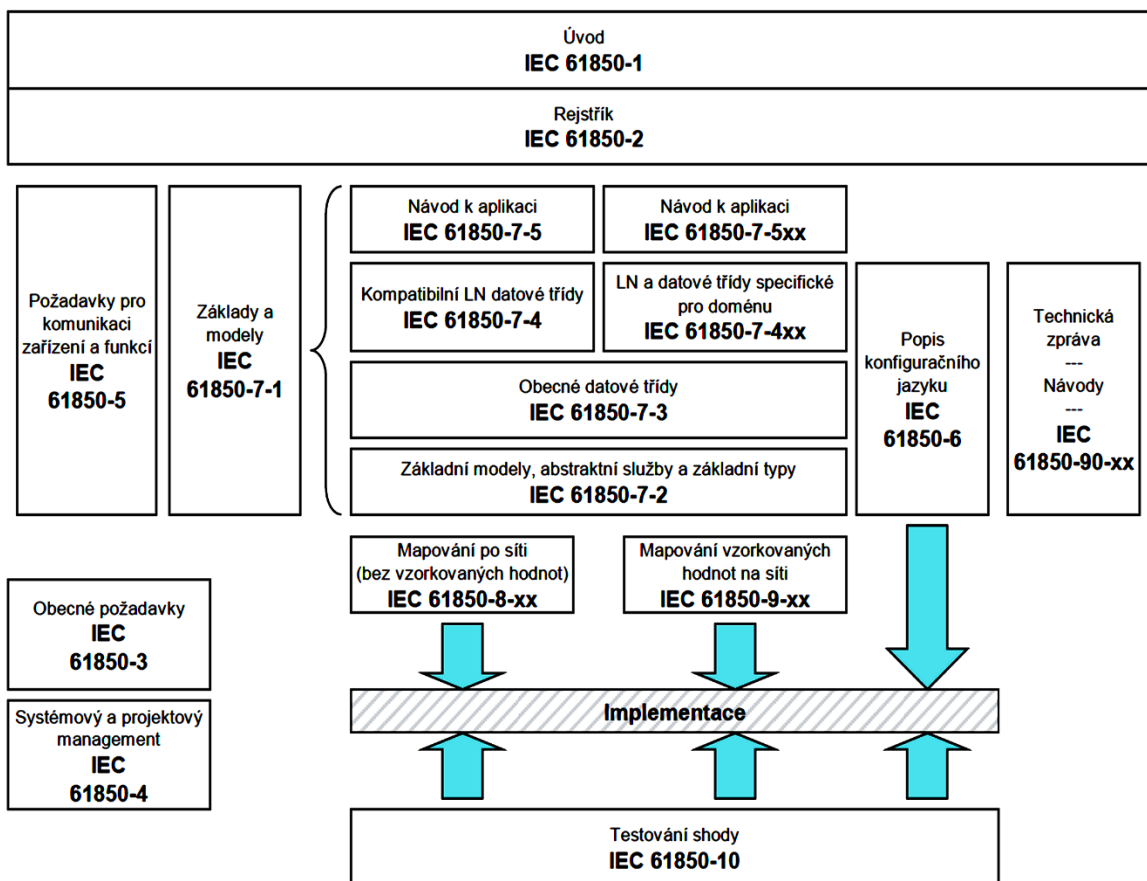 Úvod
IEC 61850-1
Rejstřík
IEC 61850-2
Požadavky pro
komunikaci
zařízení a funkcí
IEC
61850-5
Základy a
modely
IEC
61850-7-1
Návod k aplikaci
IEC 61850-7-5
Návod k aplikaci
IEC 61850-7-5xx
Kompatibilní LN datové třídy
IEC 61850-7-4
LN a datové třídy specifické
pro doménu
IEC 61850-7-4xx
Obecné datové třídy
IEC 61850-7-3
Základní modely, abstraktní služby a základní typy
IEC 61850-7-2
Popis
konfiguračního
jazyku
IEC
61850-6
Technická
zpráva
---
Návody
---
IEC
61850-90-xx
Mapování po síti
(bez vzorkovaných hodnot)
IEC 61850-8-xx
Mapování vzorkovaných
hodnot na síti
IEC 61850-9-xx
Obecné požadavky
IEC
61850-3
Systémový a projektový
management
IEC
61850-4
Implementace
Testování shody
IEC 61850-10